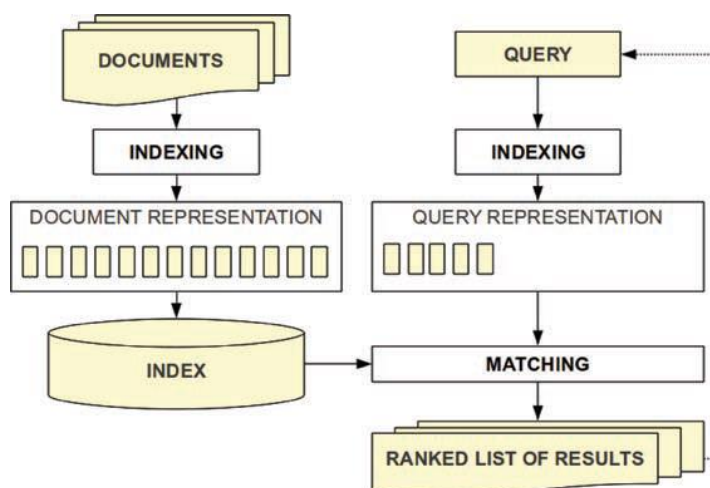 DOCUMENTS
QUERY
INDEXING
INDEXING
DOCUMENT REPRESENTATION
QUERY REPRESENTATION
INDEX
MATCHING
RANKED LIST OF RESULTS